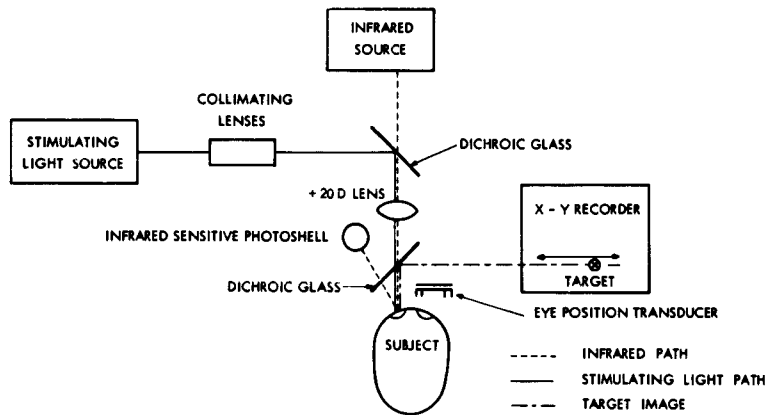 INFRARED
SOURCE
COLLIMATING
LENSES
STIMULATING
LIGHT SOURCE
DICHROIC GLASS
+ 20 D LENS
X - Y RECORDER
INFRARED SENSITIVE PHOTOSHELL
TARGET
DICHROIC GLASS
EYE POSITION TRANSDUCER
SUBJECT
INFRARED PATH
STIMULATING LIGHT PATH
TARGET IMAGE